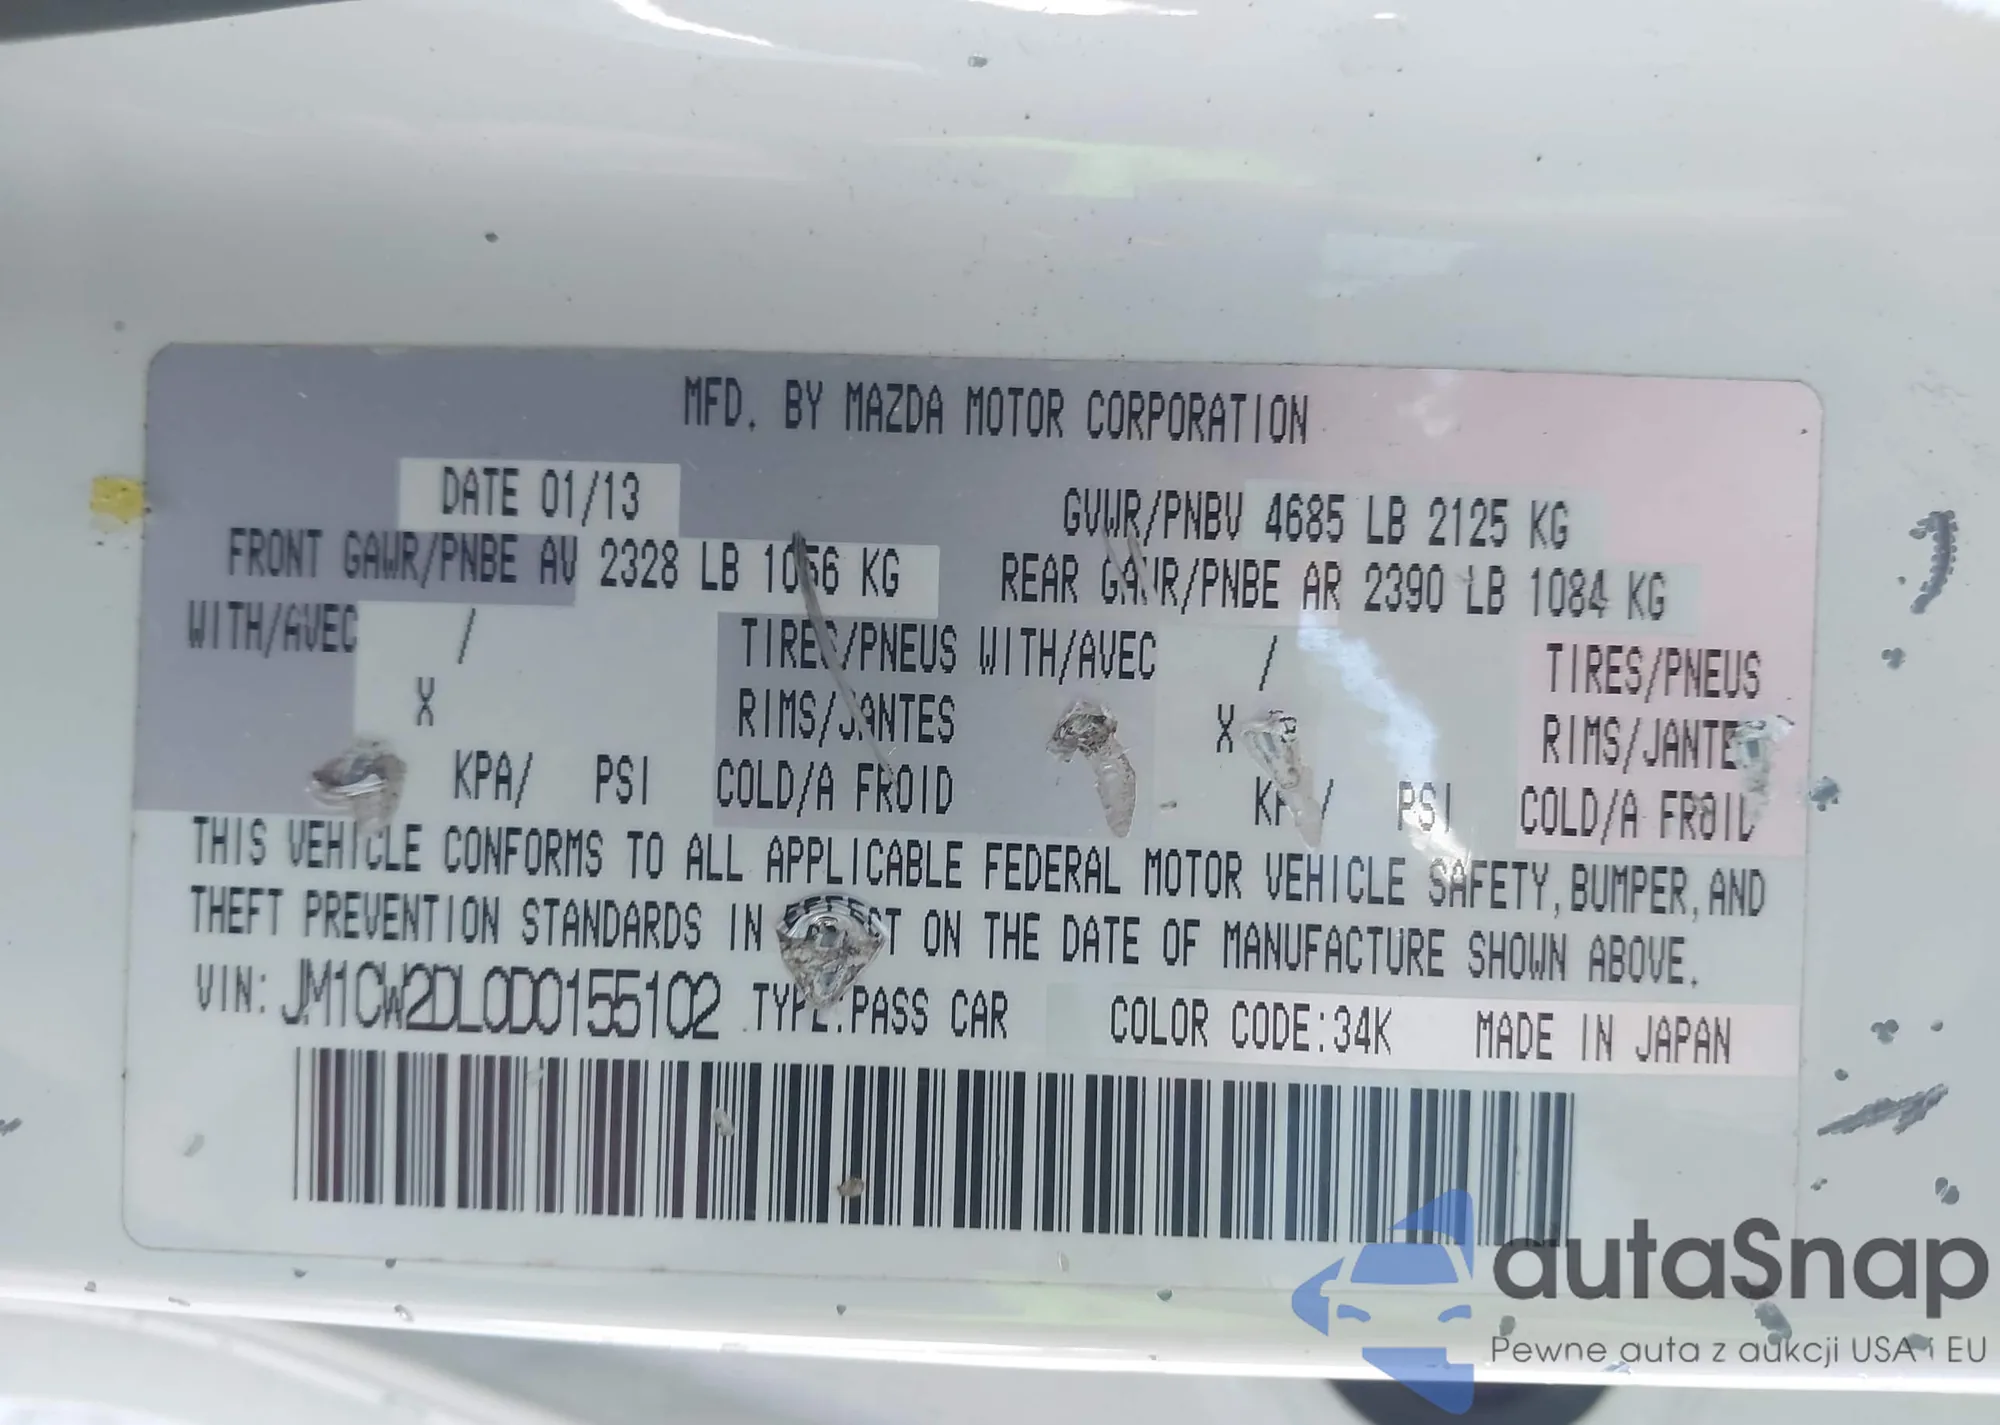 MFD. BY MAZDA MOTOR CORPORATION
DATE 01/13 GVWR/PNBV 4685 LB 2125 KG
FRONT GAWR/PNBE AV 2328 LB 1056 KG REAR GAWR/PNBE AR 2390 LB 1084 KG
WITH/AVEC / TIRES/PNEUS WITH/AVEC / TIRES/PNEUS
X RIMS/JANTES X RIMS/JANTES
KPA/ PSI COLD/A FROID KPA/ PSI COLD/A FROID
THIS VEHICLE CONFORMS TO ALL APPLICABLE FEDERAL MOTOR VEHICLE SAFETY, BUMPER, AND
THEFT PREVENTION STANDARDS IN EFFECT ON THE DATE OF MANUFACTURE SHOWN ABOVE.
VIN: JM1CW2DL0D0155102 TYPE: PASS CAR COLOR CODE:34K MADE IN JAPAN
autaSnap
Pewne auta z aukcji USA i EU